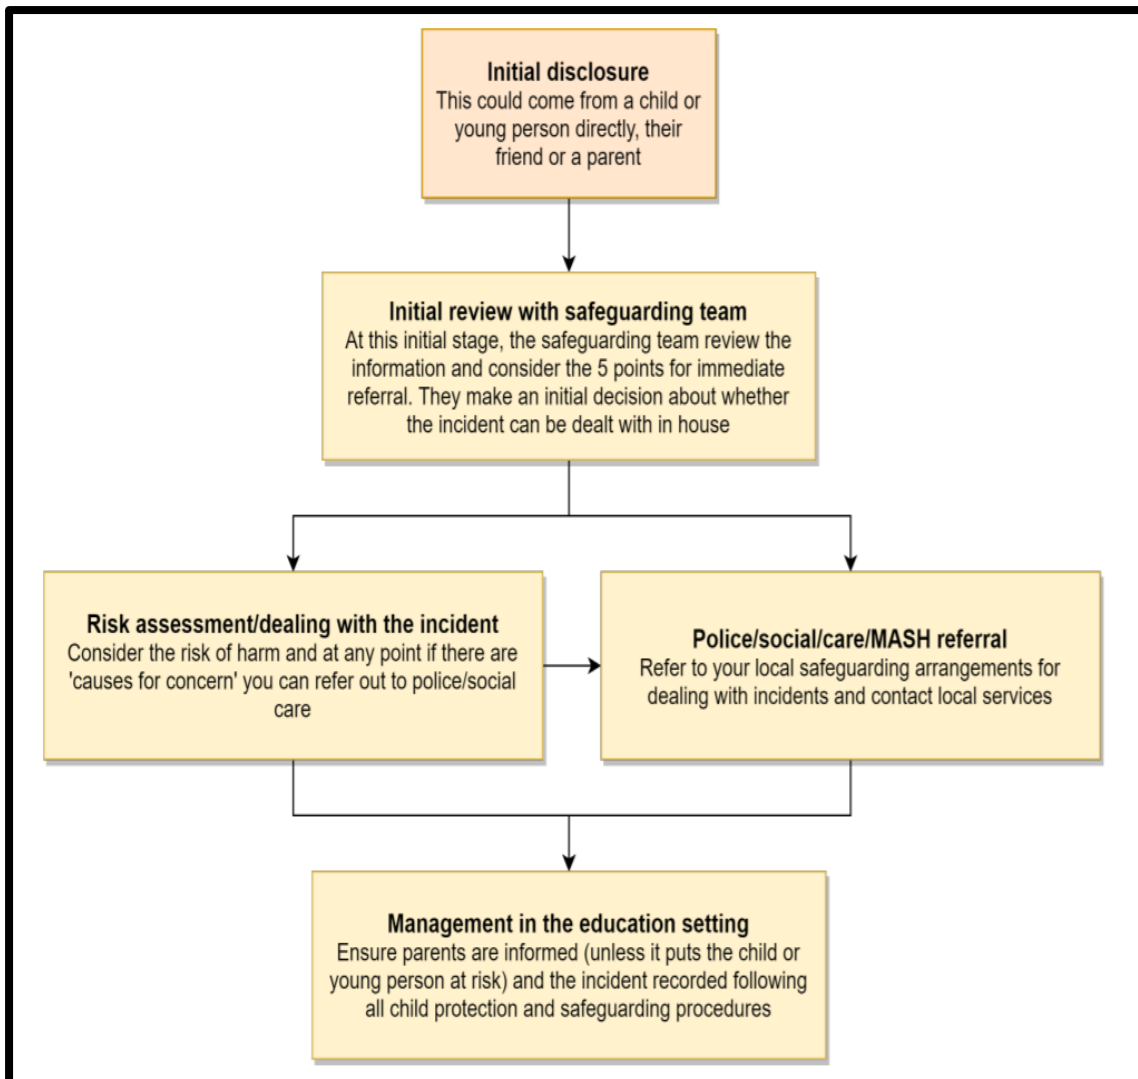 Initial disclosure
This could come from a child or
young person directly, their
friend or a parent
Initial review with safeguarding team
At this initial stage, the safeguarding team review the
information and consider the 5 points for immediate
referral. They make an initial decision about whether
the incident can be dealt with in house
Risk assessment/dealing with the incident
Consider the risk of harm and at any point if there are
'causes for concern' you can refer out to police/social
care
Police/social/care/MASH referral
Refer to your local safeguarding arrangements for
dealing with incidents and contact local services
Management in the education setting
Ensure parents are informed (unless it puts the child or
young person at risk) and the incident recorded following
all child protection and safeguarding procedures